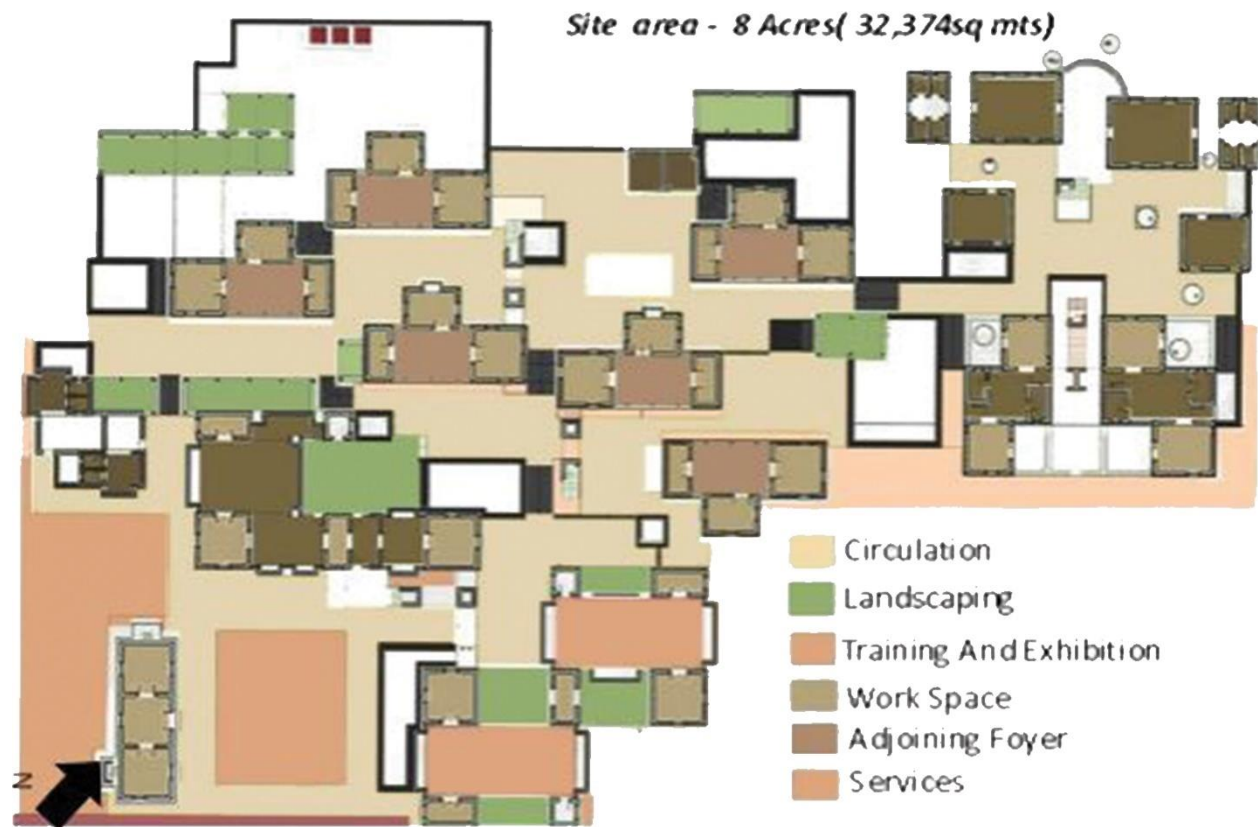 Site area - 8 Acres( 32,374sq mts)
Circulation
Landscaping
Training And Exhibition
Work Space
Adjoining Foyer
Services
N